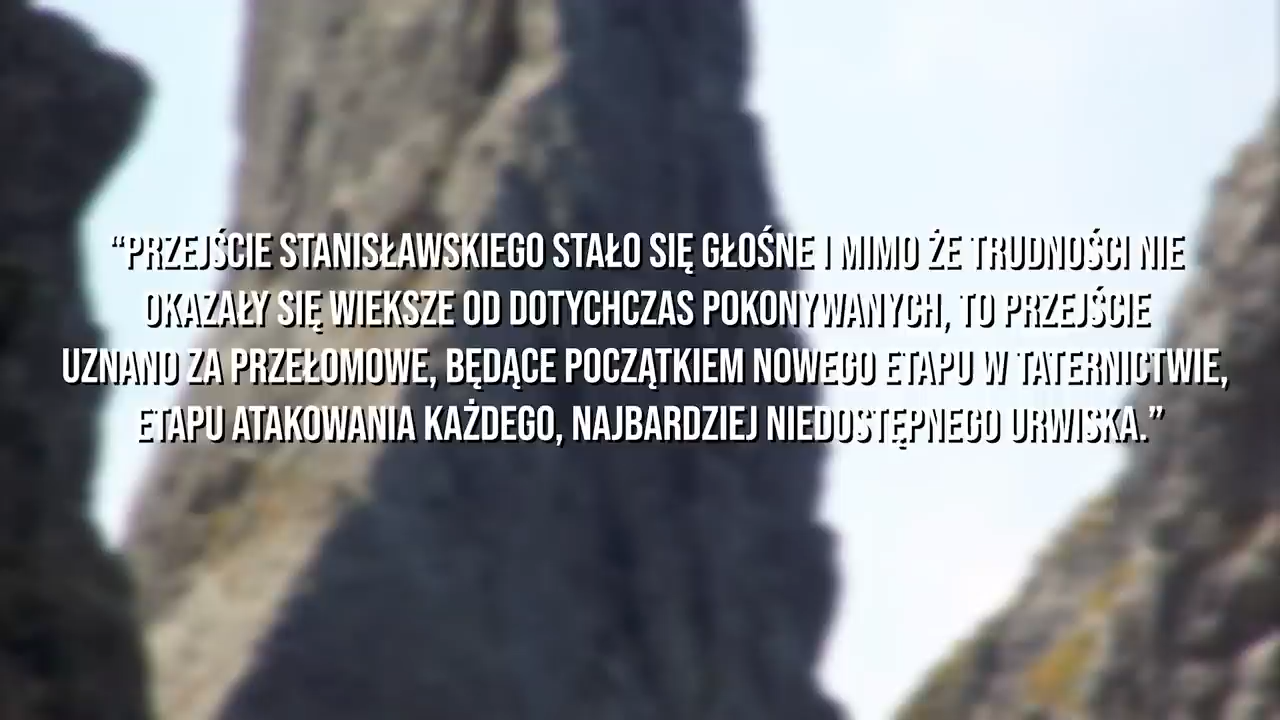 “PRZEJŚCIE STANISŁAWSKIEGO STAŁO SIĘ GŁOŚNE I MIMO ŻE TRUDNOŚCI NIE
OKAZAŁY SIĘ WIEKSZE OD DOTYCHCZAS POKONYWANYCH, TO PRZEJŚCIE
UZNANO ZA PRZEŁOMOWE, BĘDĄCE POCZĄTKIEM NOWEGO ETAPU W TATERNICTWIE,
ETAPU ATAKOWANIA KAŻDEGO, NAJBARDZIEJ NIEDOSTĘPNEGO URWISKA.”